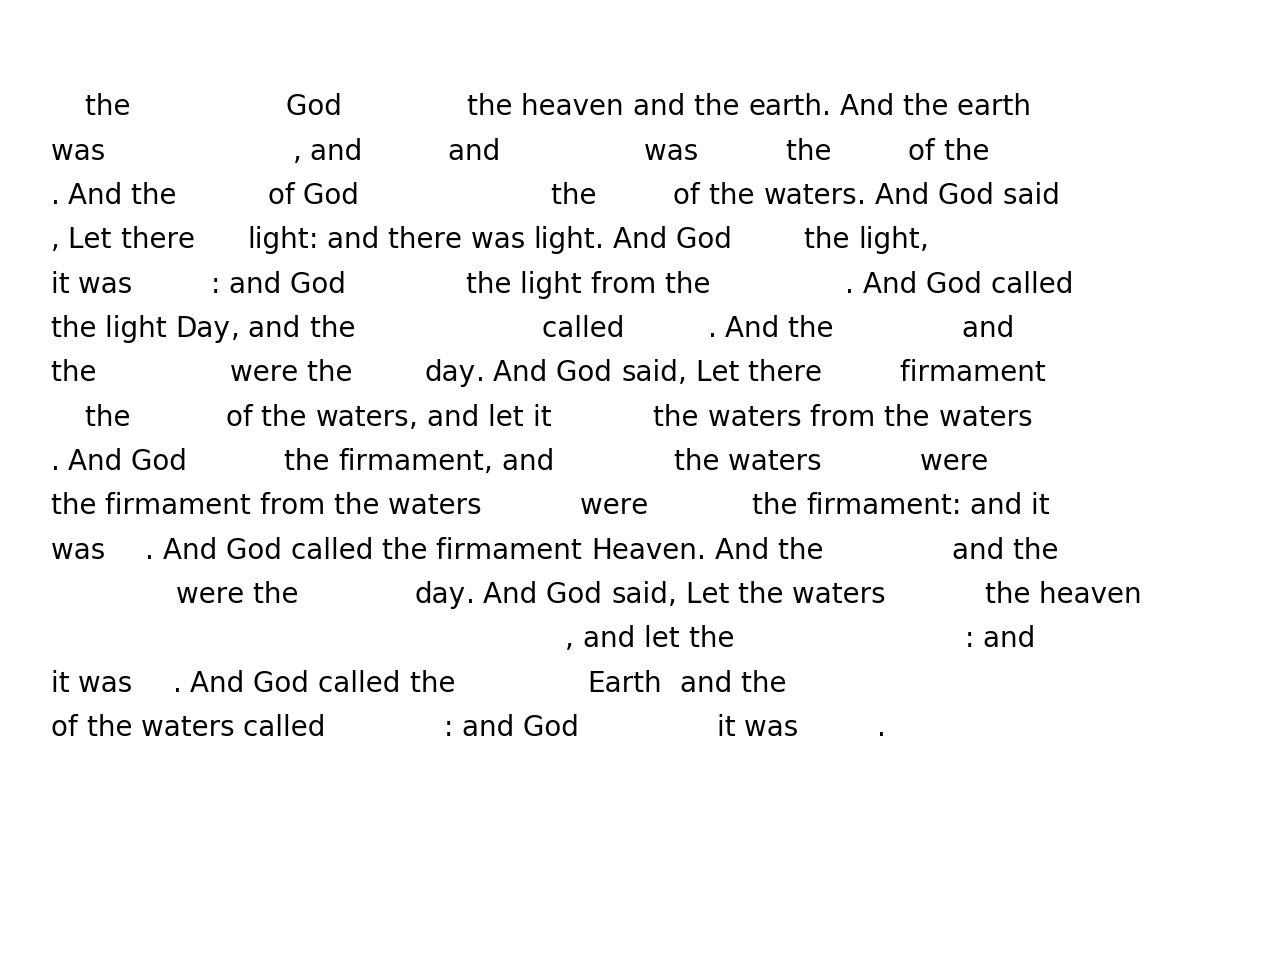 the God the heaven and the earth. And the earth
was , and and was the of the
. And the of God the of the waters. And God said
, Let there light: and there was light. And God the light,
it was : and God the light from the . And God called
the light Day, and the called . And the and
the were the day. And God said, Let there firmament
the of the waters, and let it the waters from the waters
. And God the firmament, and the waters were
the firmament from the waters were the firmament: and it
was . And God called the firmament Heaven. And the and the
were the day. And God said, Let the waters the heaven
, and let the : and
it was . And God called the Earth and the
of the waters called : and God it was .